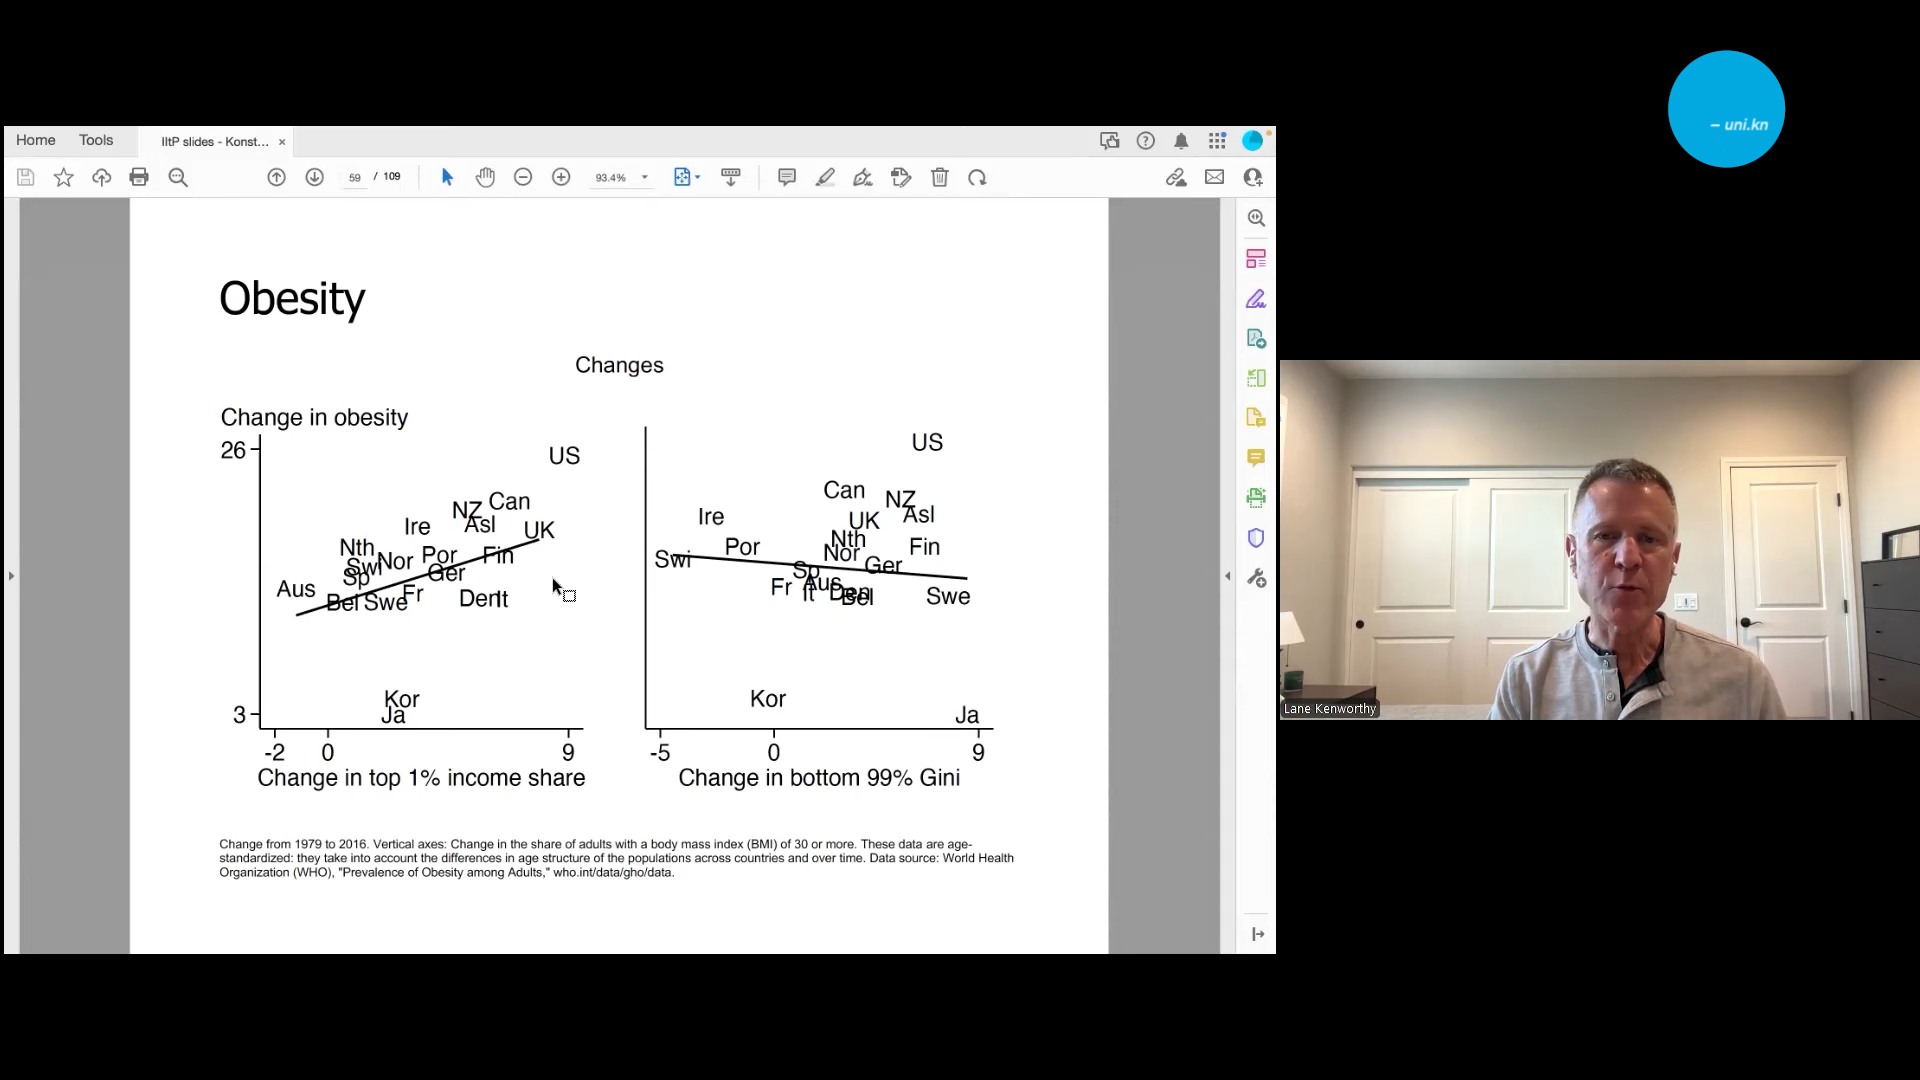 – uni.kn
Home
Tools
IItP slides - Konst...
59 / 109
93.4%
Obesity
Changes
Change in obesity
26
3
US
Can
NZ
Asl
Ire
UK
Nth
Swi
Sp
Nor
Por
Fin
Ger
Aus
Bel
Swe
Fr
Den
It
Kor
Ja
-2
0
9
Change in top 1% income share
US
Can
NZ
Asl
UK
Ire
Nth
Nor
Por
Fin
Swi
Sp
Ger
Aus
Fr
It
Den
Bel
Swe
Kor
Ja
-5
0
9
Change in bottom 99% Gini
Change from 1979 to 2016. Vertical axes: Change in the share of adults with a body mass index (BMI) of 30 or more. These data are age-
standardized: they take into account the differences in age structure of the populations across countries and over time. Data source: World Health
Organization (WHO), "Prevalence of Obesity among Adults," who.int/data/gho/data.
Lane Kenworthy